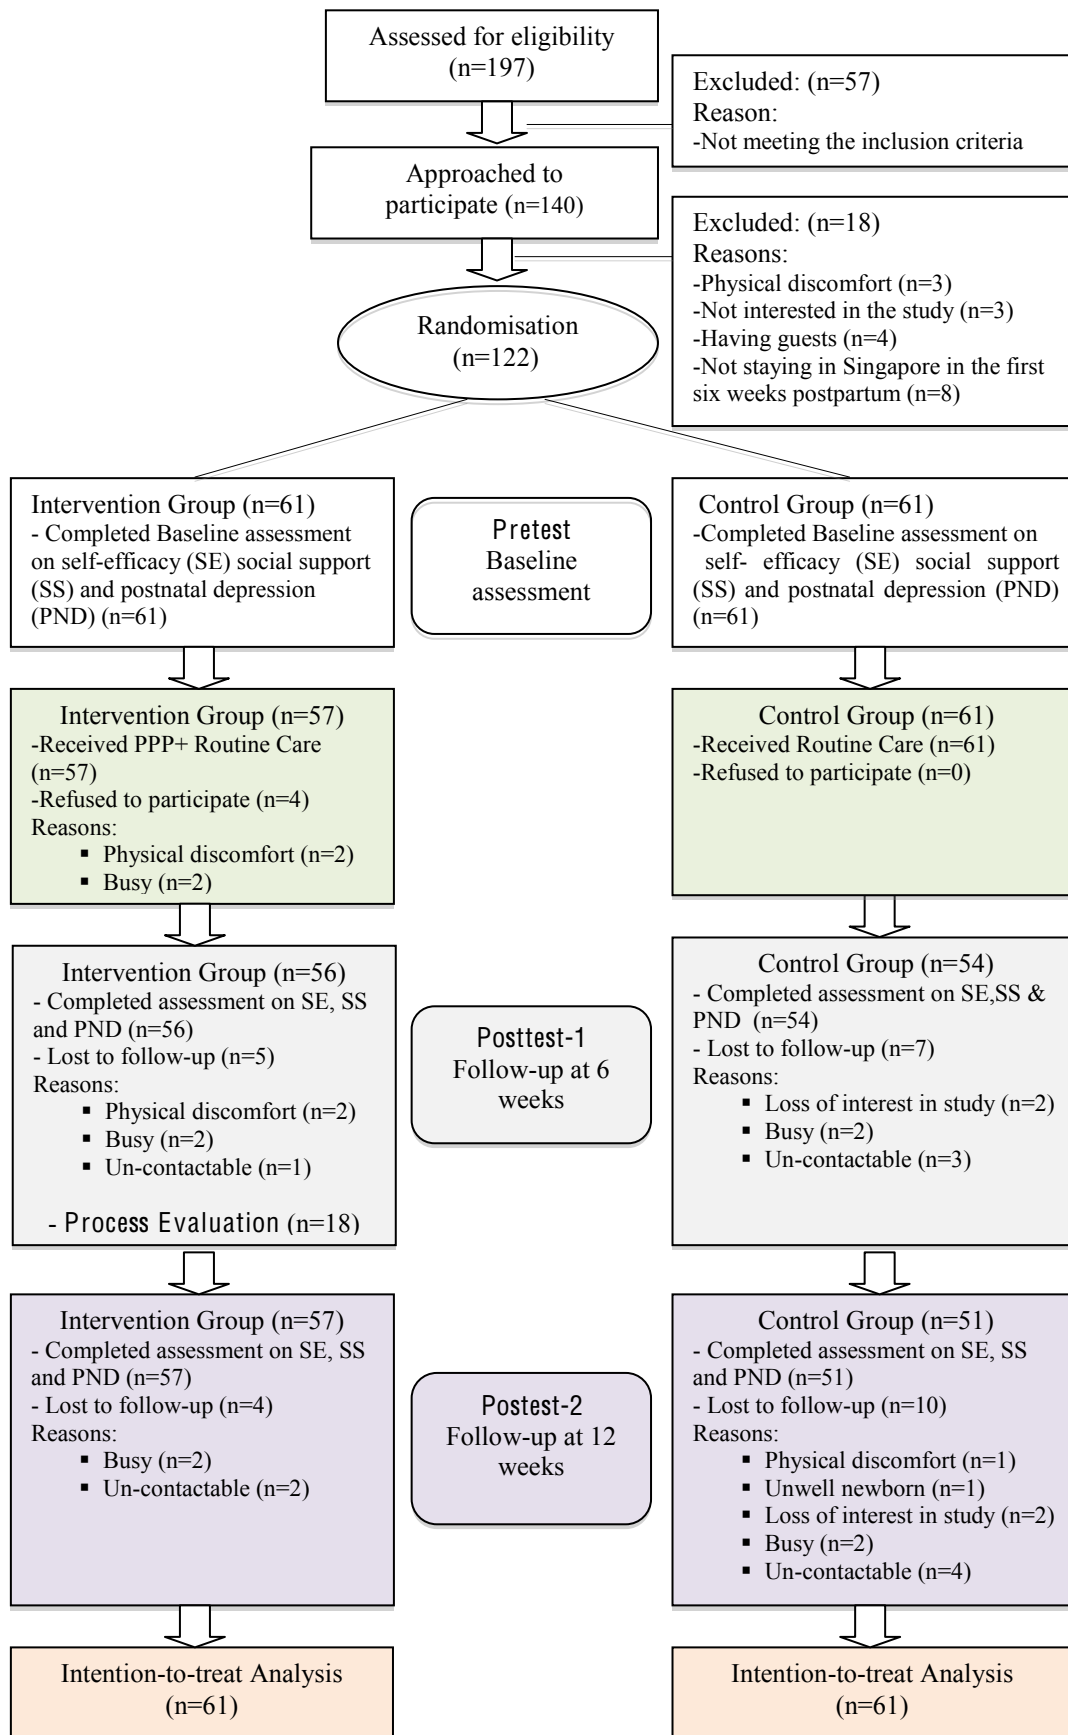 Assessed for eligibility
(n=197)
Excluded: (n=57)
Reason:
-Not meeting the inclusion criteria
Approached to
participate (n=140)
Excluded: (n=18)
Reasons:
-Physical discomfort (n=3)
-Not interested in the study (n=3)
-Having guests (n=4)
-Not staying in Singapore in the first
six weeks postpartum (n=8)
Randomisation
(n=122)
Intervention Group (n=61)
- Completed Baseline assessment
on self-efficacy (SE) social support
(SS) and postnatal depression
(PND) (n=61)
Pretest
Baseline
assessment
Control Group (n=61)
-Completed Baseline assessment on
self- efficacy (SE) social support
(SS) and postnatal depression (PND)
(n=61)
Intervention Group (n=57)
-Received PPP+ Routine Care
(n=57)
-Refused to participate (n=4)
Reasons:
▪ Physical discomfort (n=2)
▪ Busy (n=2)
Control Group (n=61)
-Received Routine Care (n=61)
-Refused to participate (n=0)
Intervention Group (n=56)
- Completed assessment on SE, SS
and PND (n=56)
- Lost to follow-up (n=5)
Reasons:
▪ Physical discomfort (n=2)
▪ Busy (n=2)
▪ Un-contactable (n=1)
- Process Evaluation (n=18)
Posttest-1
Follow-up at 6
weeks
Control Group (n=54)
- Completed assessment on SE,SS &
PND (n=54)
- Lost to follow-up (n=7)
Reasons:
▪ Loss of interest in study (n=2)
▪ Busy (n=2)
▪ Un-contactable (n=3)
Intervention Group (n=57)
- Completed assessment on SE, SS
and PND (n=57)
- Lost to follow-up (n=4)
Reasons:
▪ Busy (n=2)
▪ Un-contactable (n=2)
Postest-2
Follow-up at 12
weeks
Control Group (n=51)
- Completed assessment on SE, SS
and PND (n=51)
- Lost to follow-up (n=10)
Reasons:
▪ Physical discomfort (n=1)
▪ Unwell newborn (n=1)
▪ Loss of interest in study (n=2)
▪ Busy (n=2)
▪ Un-contactable (n=4)
Intention-to-treat Analysis
(n=61)
Intention-to-treat Analysis
(n=61)